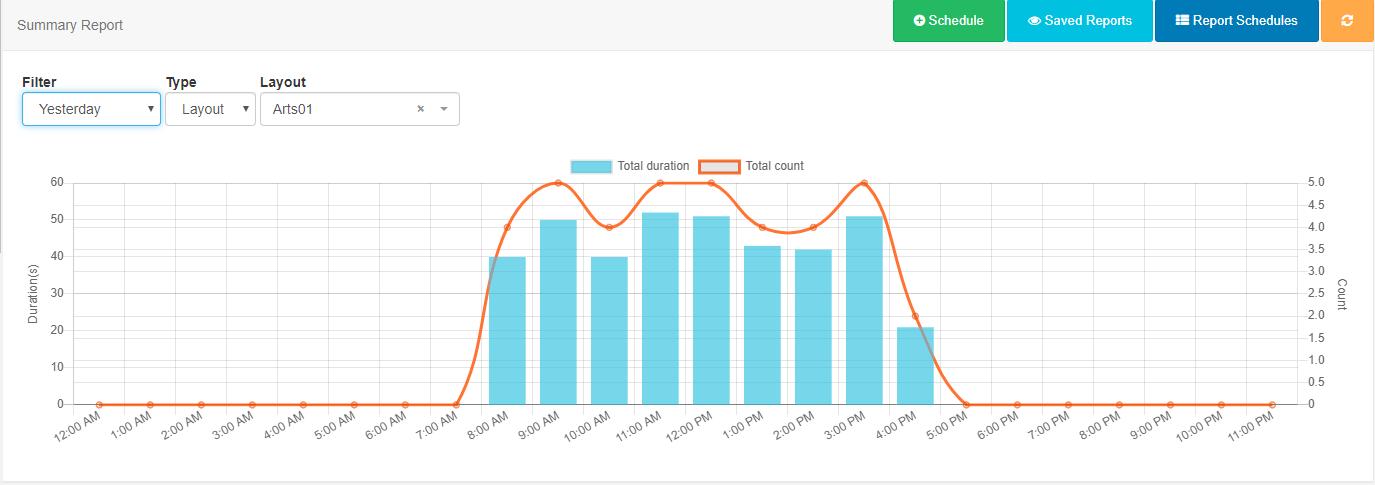 Summary Report
Schedule
Saved Reports
Report Schedules
Filter
Type
Layout
Yesterday
Layout
Arts01
×
Total duration
Total count
60
50
40
30
20
10
0
Duration(s)
5.0
4.5
4.0
3.5
3.0
2.5
2.0
1.5
1.0
0.5
0
Count
12:00 AM
1:00 AM
2:00 AM
3:00 AM
4:00 AM
5:00 AM
6:00 AM
7:00 AM
8:00 AM
9:00 AM
10:00 AM
11:00 AM
12:00 PM
1:00 PM
2:00 PM
3:00 PM
4:00 PM
5:00 PM
6:00 PM
7:00 PM
8:00 PM
9:00 PM
10:00 PM
11:00 PM